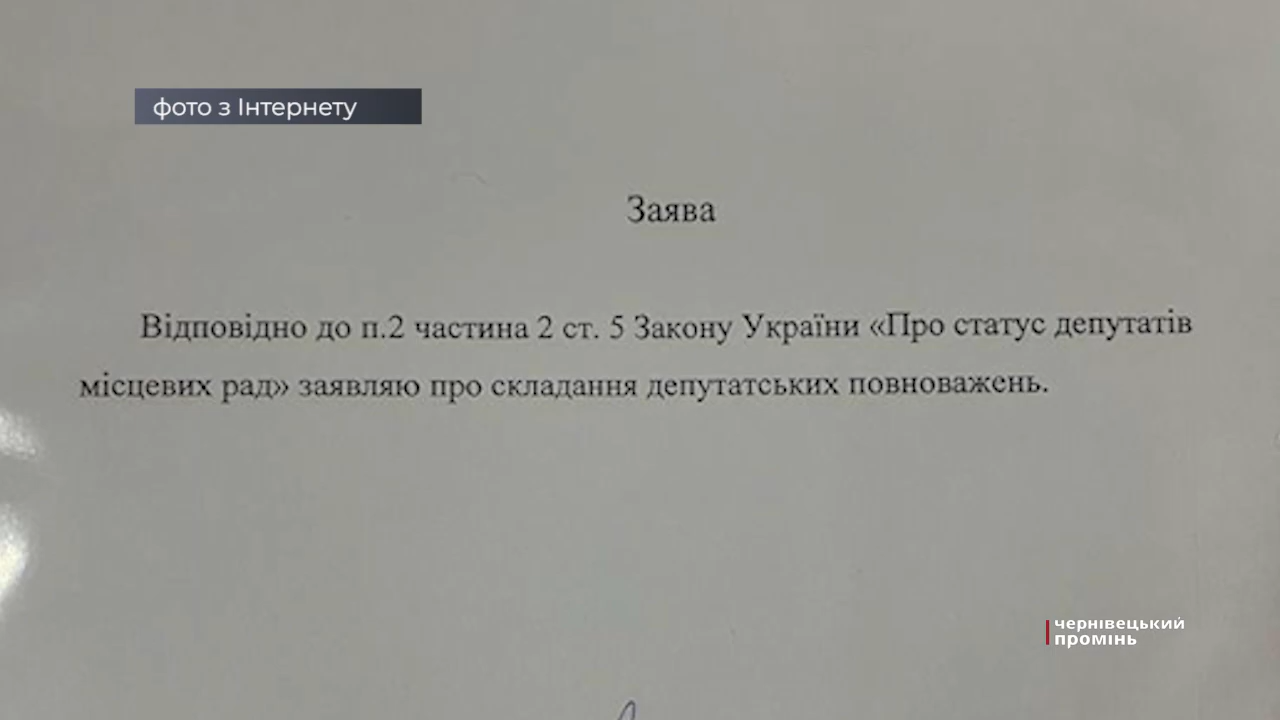 фото з Інтернету
Заява
Відповідно до п.2 частина 2 ст. 5 Закону України «Про статус депутатів
місцевих рад» заявляю про складання депутатських повноважень.
чернівецький
промінь